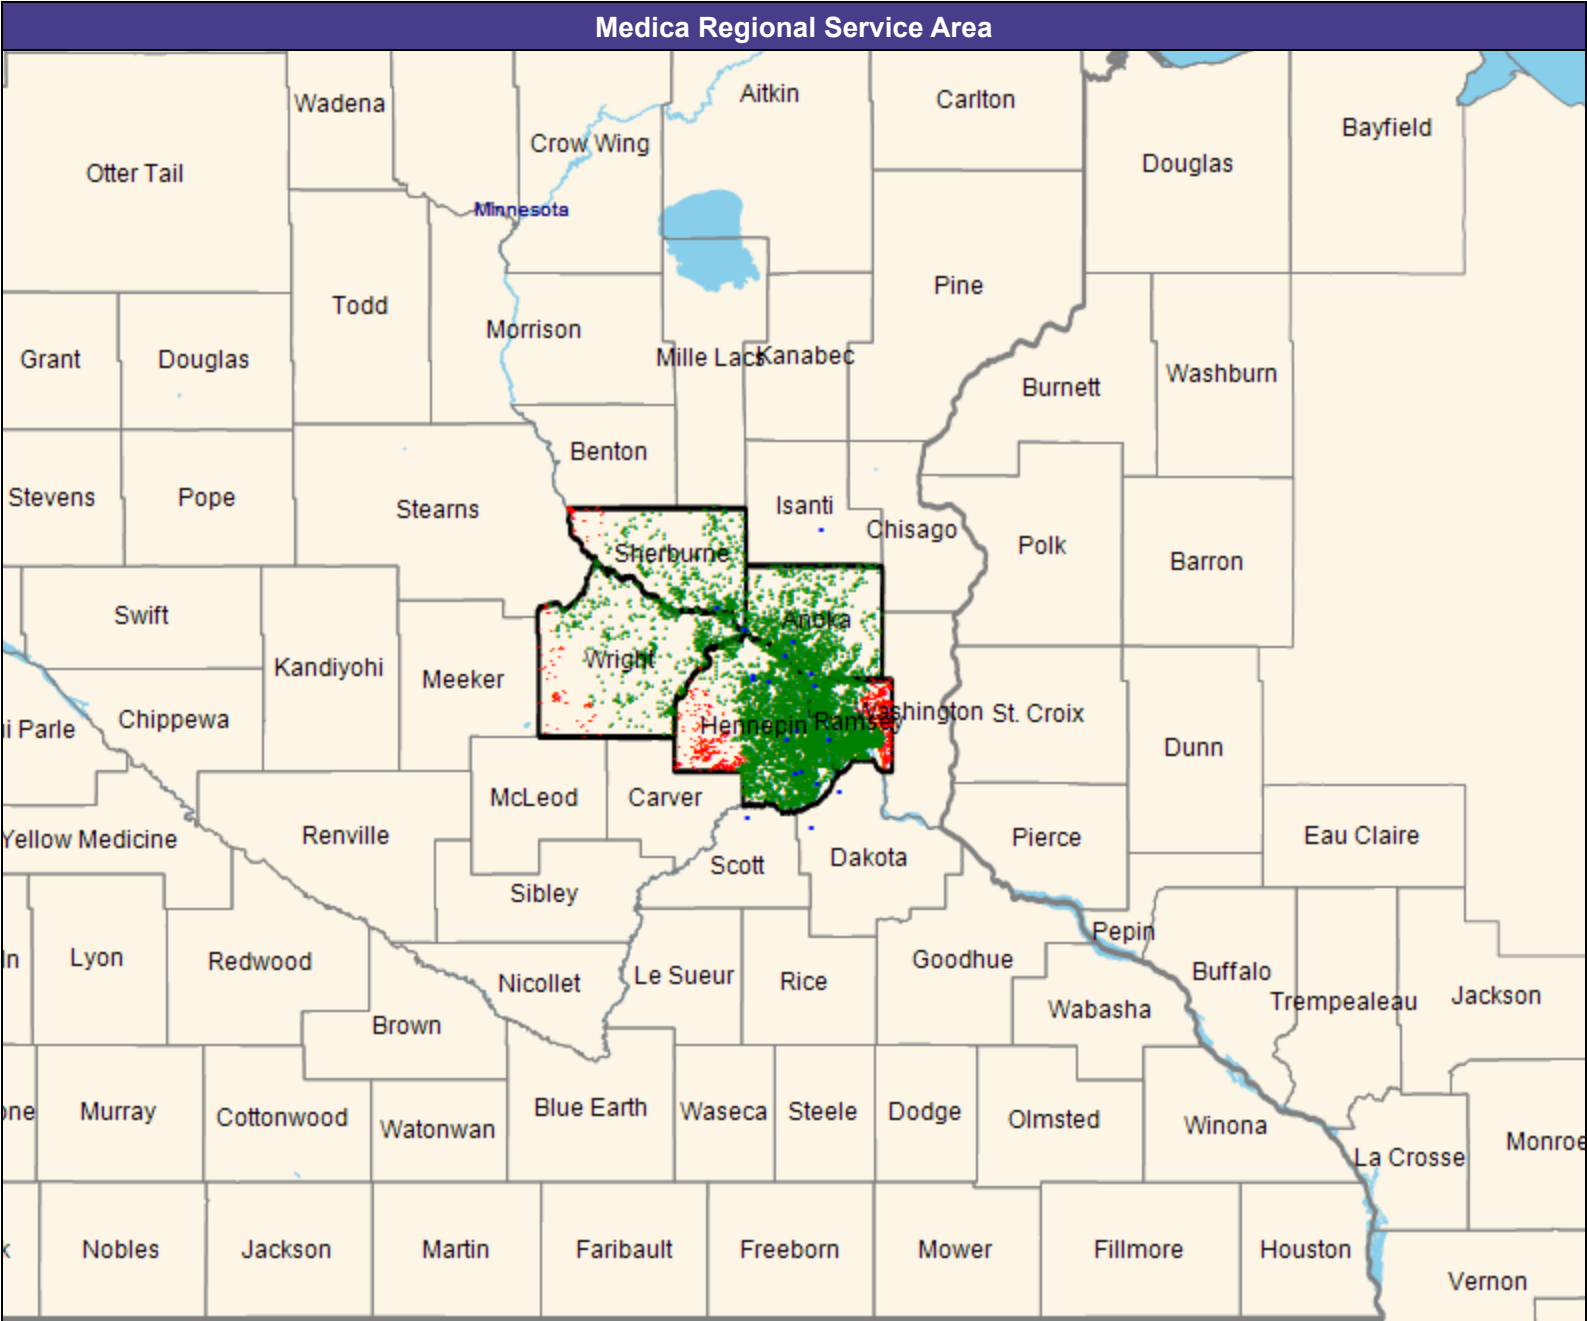 Medica Regional Service Area
Wadena
Aitkin
Carlton
Bayfield
Crow Wing
Otter Tail
Douglas
Minnesota
Pine
Todd
Morrison
Grant
Douglas
Mille Lacs
Kanabec
Washburn
Burnett
Benton
Stevens
Pope
Stearns
Isanti
Chisago
Sherburne
Polk
Barron
Swift
Anoka
Wright
Kandiyohi
Meeker
ui Parle
Chippewa
Hennepin
Ramsey
Washington
St. Croix
Dunn
McLeod
Carver
Yellow Medicine
Renville
Pierce
Eau Claire
Scott
Dakota
Sibley
Pepin
ln
Lyon
Redwood
Nicollet
Le Sueur
Rice
Goodhue
Buffalo
Trempealeau
Jackson
Wabasha
Brown
one
Murray
Cottonwood
Watonwan
Blue Earth
Waseca
Steele
Dodge
Olmsted
Winona
La Crosse
Monroe
k
Nobles
Jackson
Martin
Faribault
Freeborn
Mower
Fillmore
Houston
Vernon